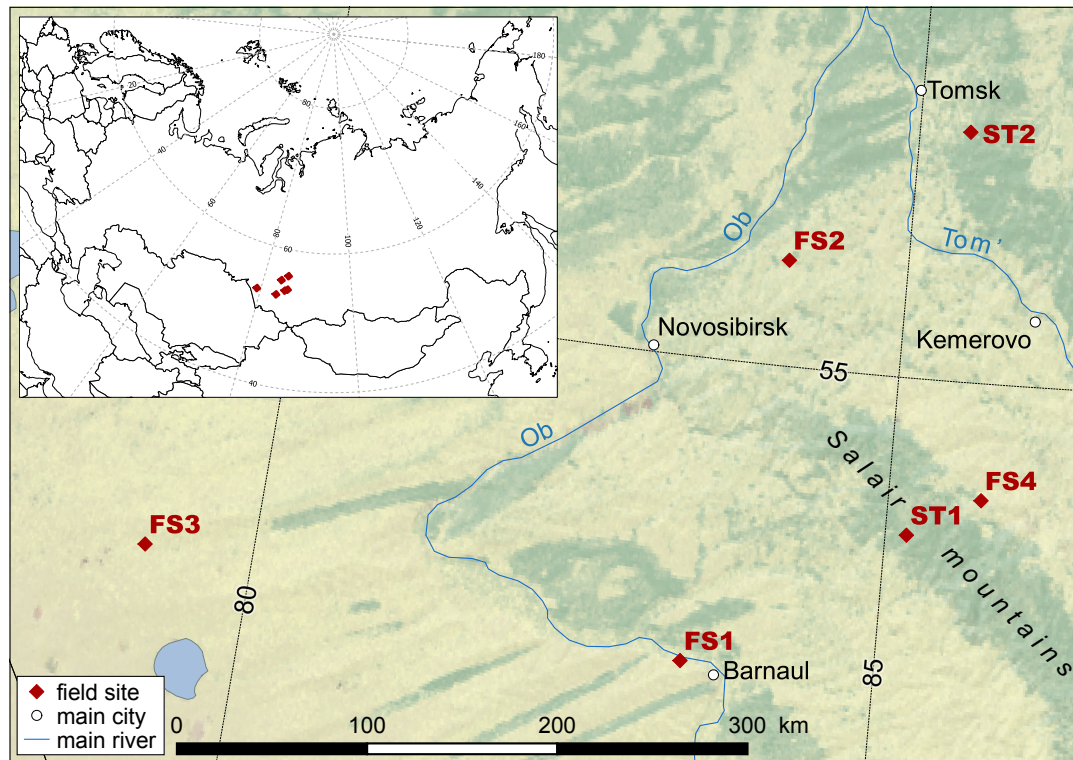 180
20
80
160
40
140
60
120
80
60
100
40
Tomsk
ST2
Ob
FS2
Tom'
Novosibirsk
Kemerovo
55
Ob
Salair
mountains
FS4
ST1
FS3
80
FS1
Barnaul
85
field site
main city
main river
0 100 200 300 km